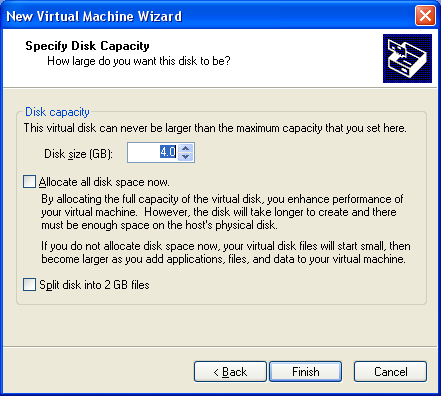 New Virtual Machine Wizard
Specify Disk Capacity
How large do you want this disk to be?
Disk capacity
This virtual disk can never be larger than the maximum capacity that you set here.
Disk size (GB): 4.0
Allocate all disk space now.
By allocating the full capacity of the virtual disk, you enhance performance of
your virtual machine. However, the disk will take longer to create and there
must be enough space on the host's physical disk.
If you do not allocate disk space now, your virtual disk files will start small, then
become larger as you add applications, files, and data to your virtual machine.
Split disk into 2 GB files
< Back Finish Cancel